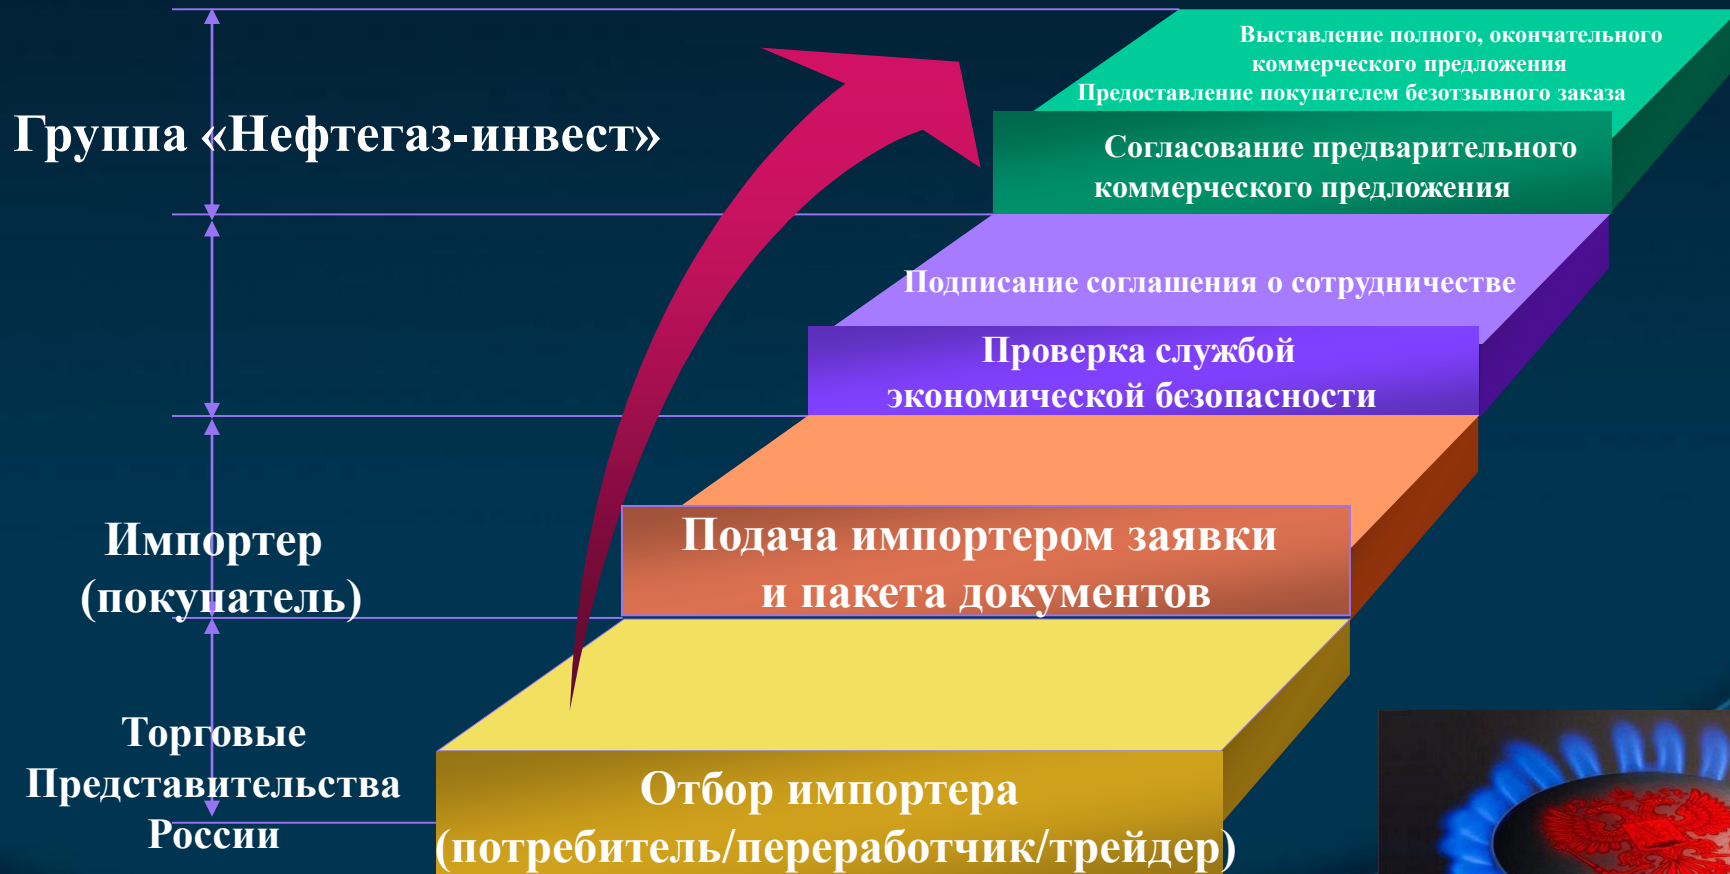 Выставление полного, окончательного
коммерческого предложения
Предоставление покупателем безотзывного заказа
Группа «Нефтегаз-инвест»
Согласование предварительного
коммерческого предложения
Подписание соглашения о сотрудничестве
Проверка службой
экономической безопасности
Импортер
(покупатель)
Подача импортером заявки
и пакета документов
Торговые
Представительства
России
Отбор импортера
(потребитель/переработчик/трейдер)